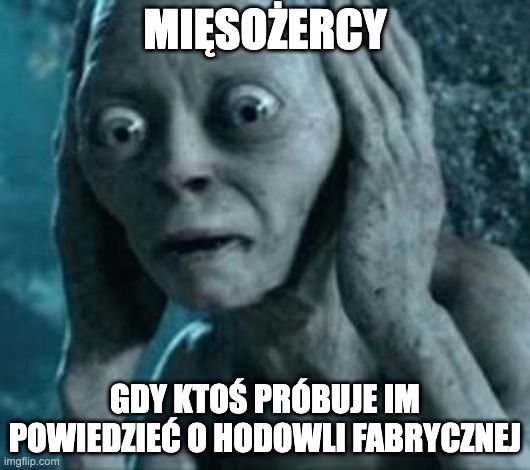 MIĘSOŻERCY
GDY KTOŚ PRÓBUJE IM
POWIEDZIEĆ O HODOWLI FABRYCZNEJ
imgflip.com